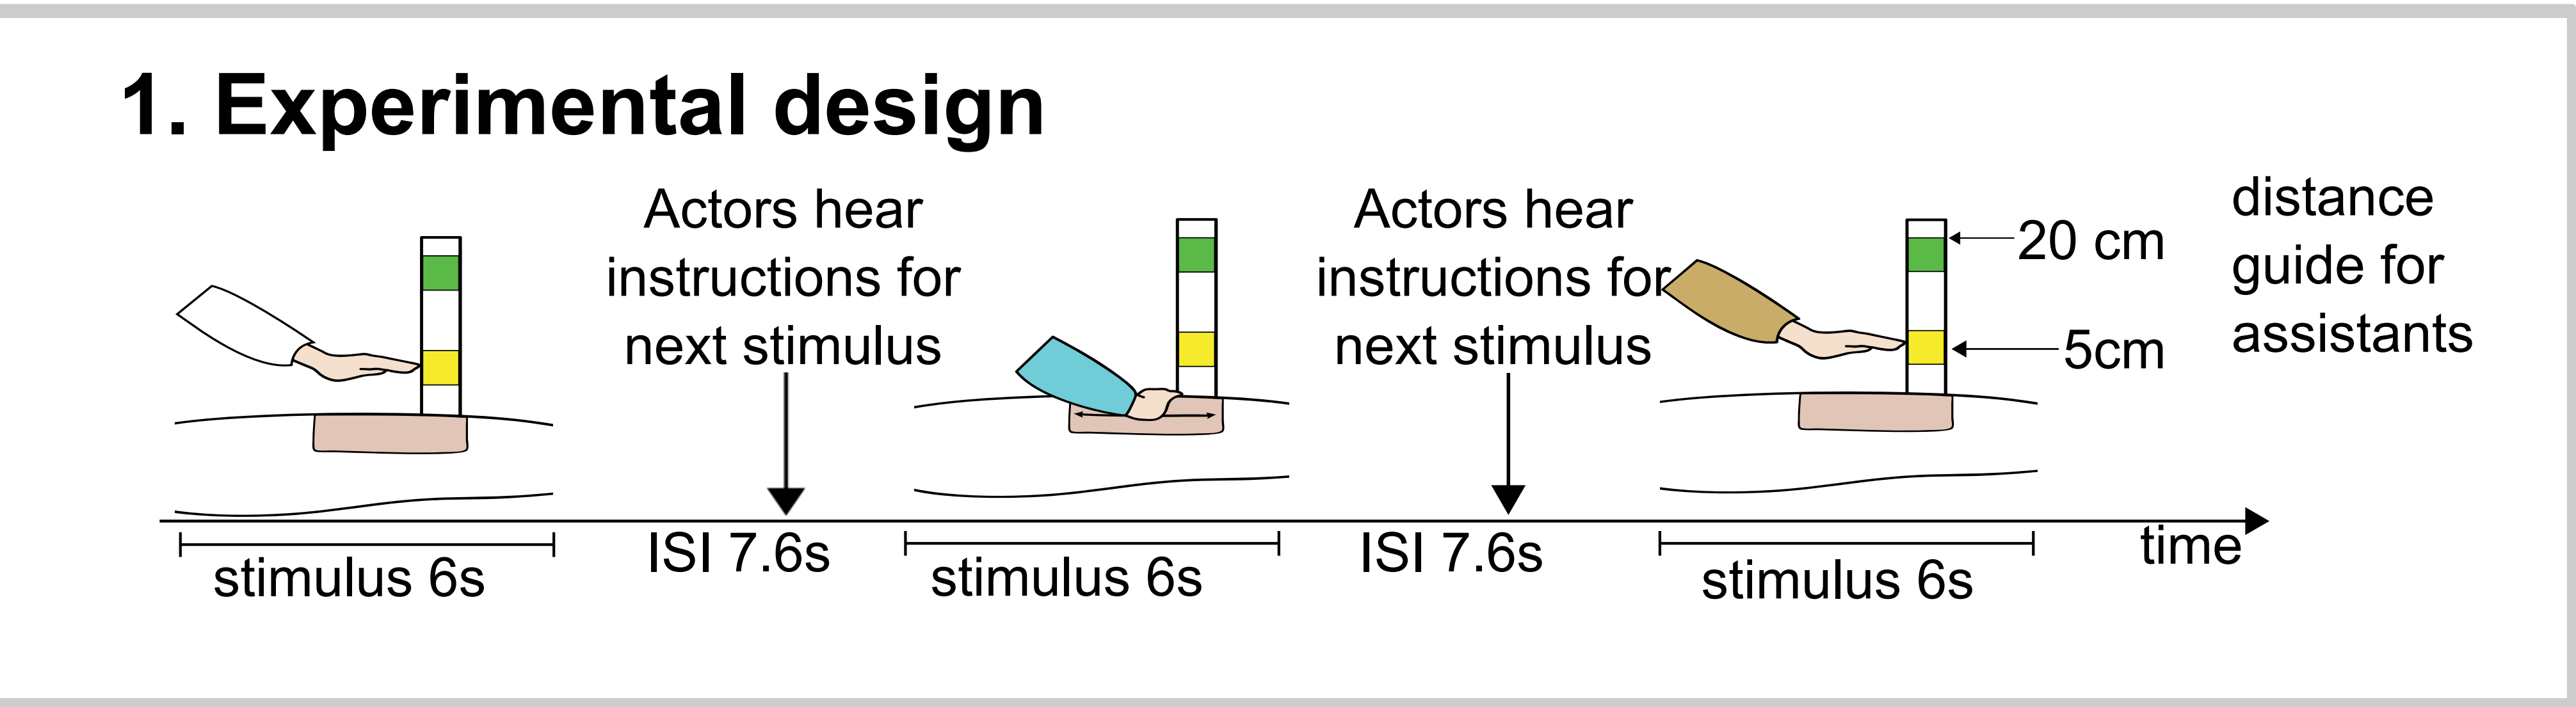 1. Experimental design
Actors hear
instructions for
next stimulus
Actors hear
instructions for
next stimulus
20 cm
5cm
distance
guide for
assistants
stimulus 6s
ISI 7.6s
stimulus 6s
ISI 7.6s
stimulus 6s
time